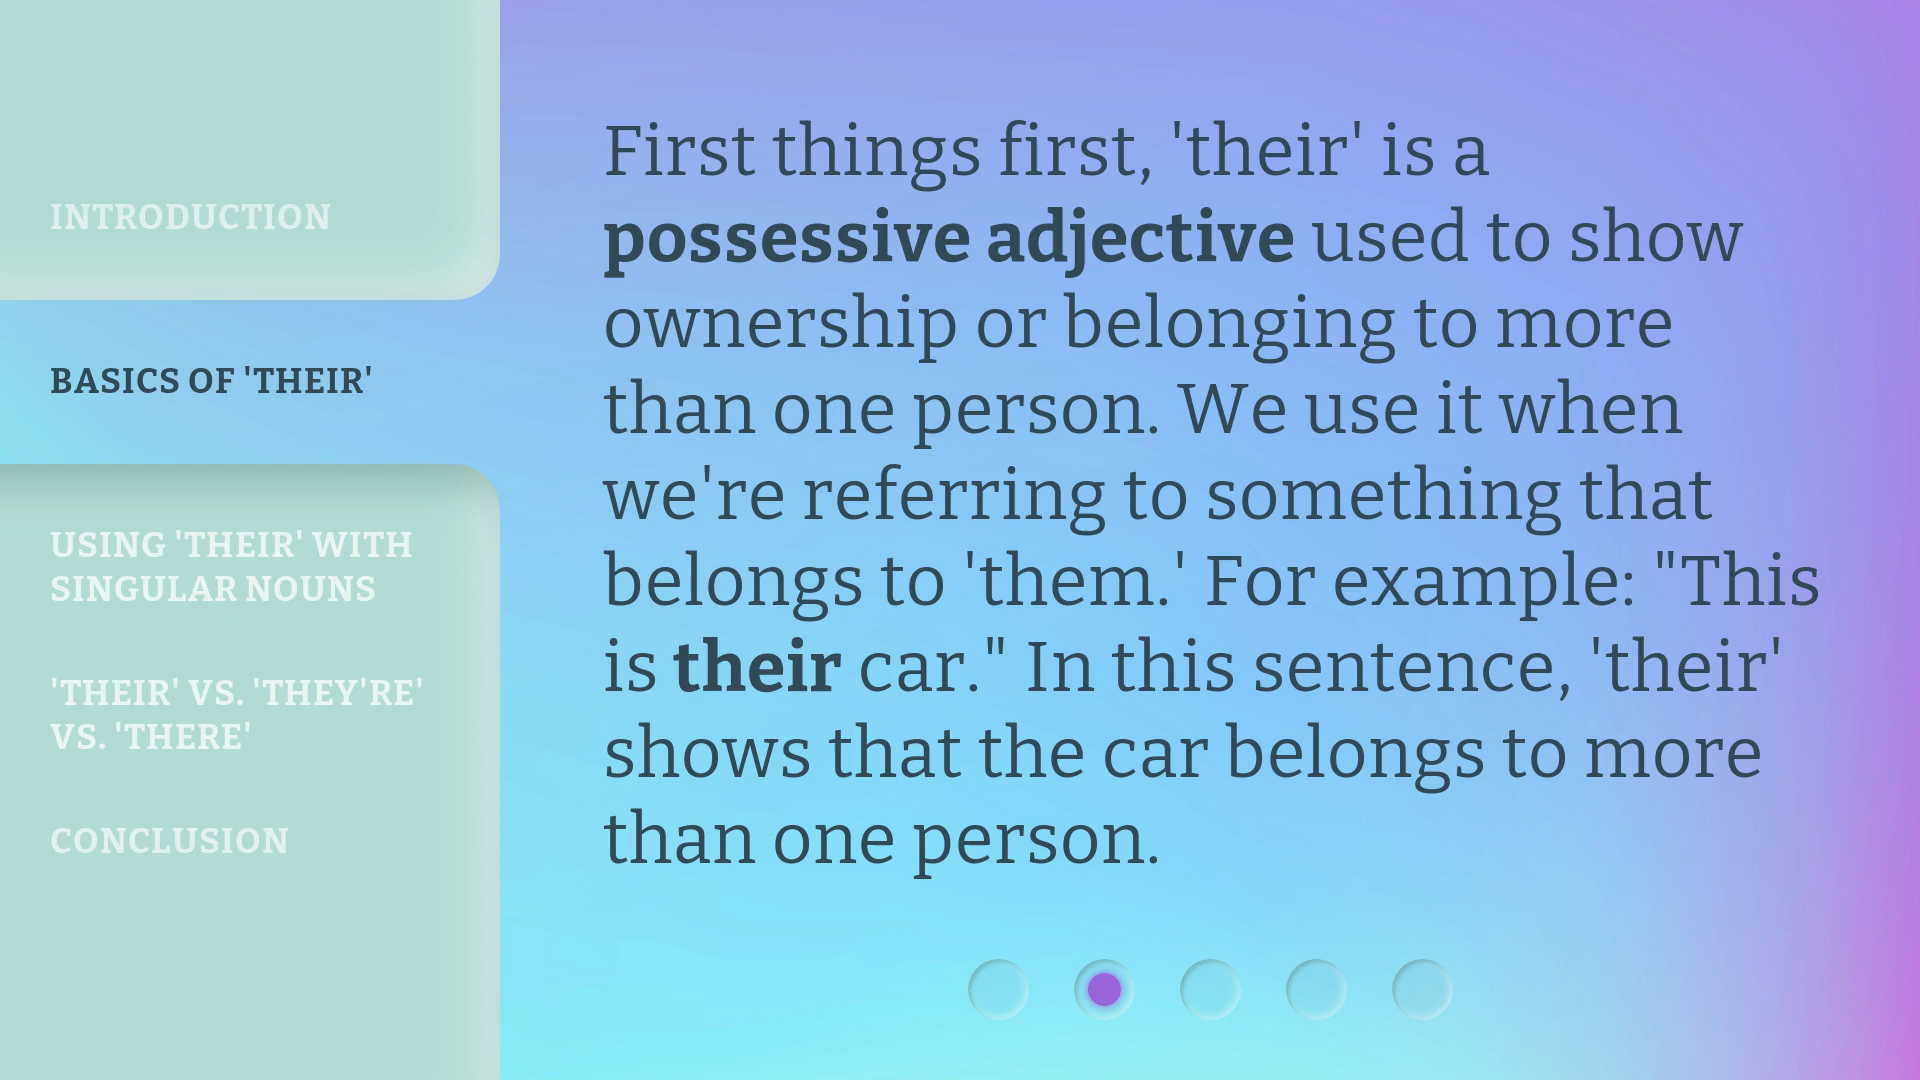 INTRODUCTION
BASICS OF 'THEIR'
USING 'THEIR' WITH
SINGULAR NOUNS
'THEIR' VS. 'THEY'RE'
VS. 'THERE'
CONCLUSION
First things first, 'their' is a
possessive adjective used to show
ownership or belonging to more
than one person. We use it when
we're referring to something that
belongs to 'them.' For example: "This
is their car." In this sentence, 'their'
shows that the car belongs to more
than one person.